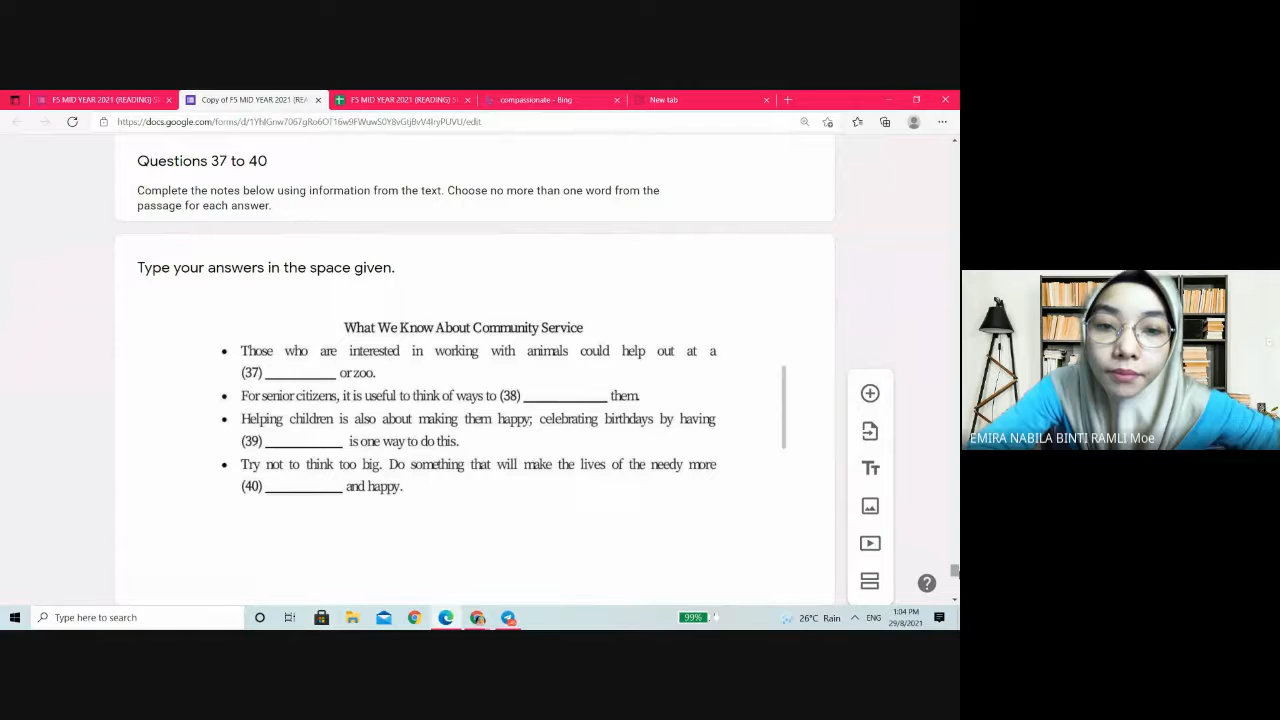 F5 MID YEAR 2021 (READING) S
Copy of F5 MID YEAR 2021 (REA
F5 MID YEAR 2021 (READING) S
compassionate - Bing
New tab
Questions 37 to 40
Complete the notes below using information from the text. Choose no more than one word from the
passage for each answer.
Type your answers in the space given.
What We Know About Community Service
• Those who are interested in working with animals could help out at a
(37) __________ or zoo.
• For senior citizens, it is useful to think of ways to (38) __________ them.
• Helping children is also about making them happy; celebrating birthdays by having
(39) __________ is one way to do this.
• Try not to think too big. Do something that will make the lives of the needy more
(40) __________ and happy.
EMIRA NABILA BINTI RAMLI Moe
Type here to search
99%
26°C Rain
ENG
1:04 PM
29/8/2021